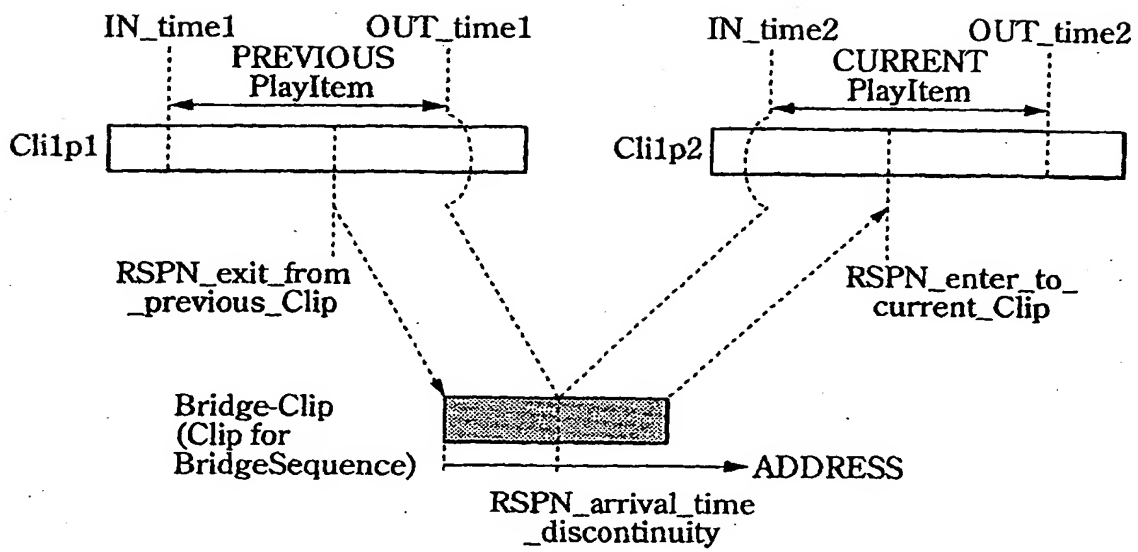 IN_time1
OUT_time1
IN_time2
OUT_time2
PREVIOUS
PlayItem
CURRENT
PlayItem
Cli1p1
Cli1p2
RSPN_exit_from
_previous_Clip
RSPN_enter_to_
current_Clip
Bridge-Clip
(Clip for
BridgeSequence)
ADDRESS
RSPN_arrival_time
_discontinuity